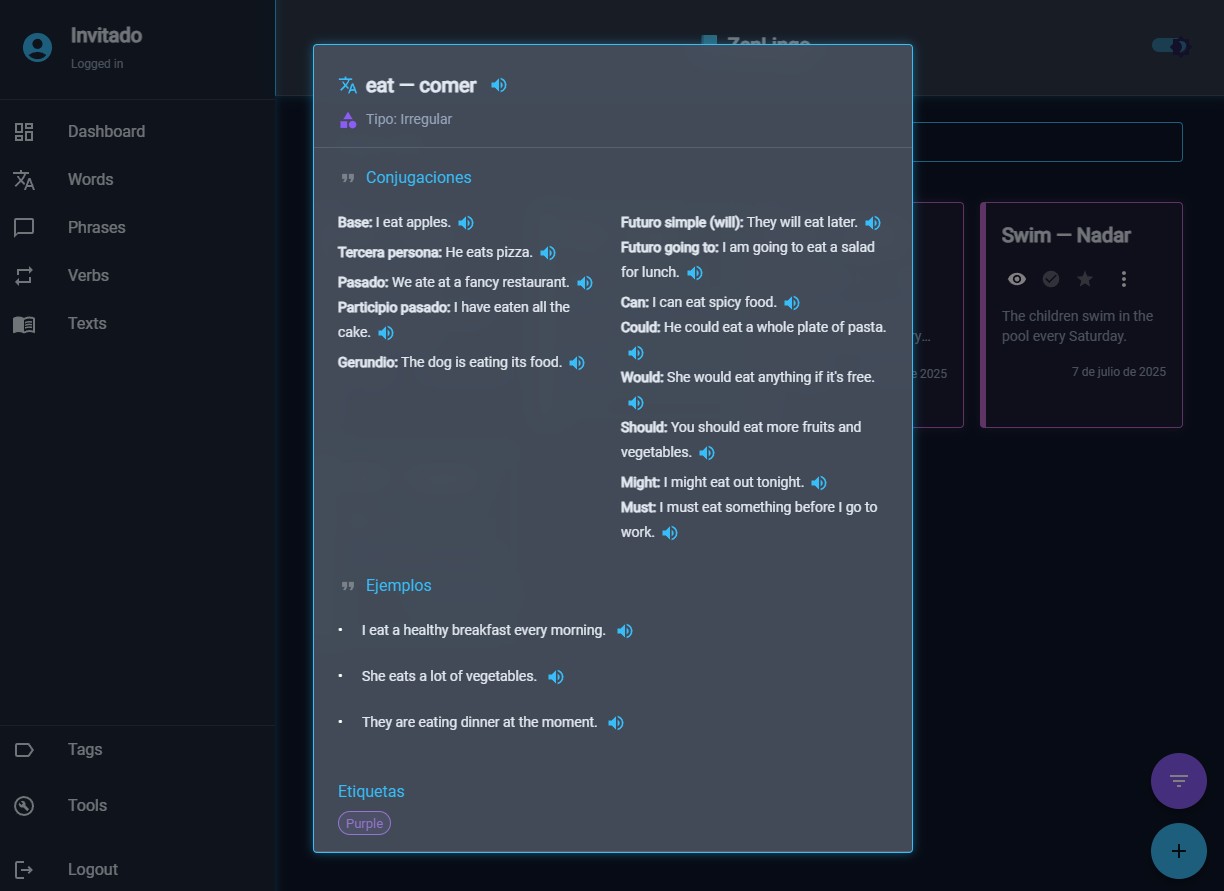 Invitado
Logged in
Dashboard
Words
Phrases
Verbs
Texts
Tags
Tools
Logout
ZenLingo
eat — comer
Tipo: Irregular
Conjugaciones
Base: I eat apples.
Tercera persona: He eats pizza.
Pasado: We ate at a fancy restaurant.
Participio pasado: I have eaten all the
cake.
Gerundio: The dog is eating its food.
Futuro simple (will): They will eat later.
Futuro going to: I am going to eat a salad
for lunch.
Can: I can eat spicy food.
Could: He could eat a whole plate of pasta.
Would: She would eat anything if it's free.
Should: You should eat more fruits and
vegetables.
Might: I might eat out tonight.
Must: I must eat something before I go to
work.
Ejemplos
I eat a healthy breakfast every morning.
She eats a lot of vegetables.
They are eating dinner at the moment.
Etiquetas
Purple
2025
Swim — Nadar
The children swim in the
pool every Saturday.
7 de julio de 2025